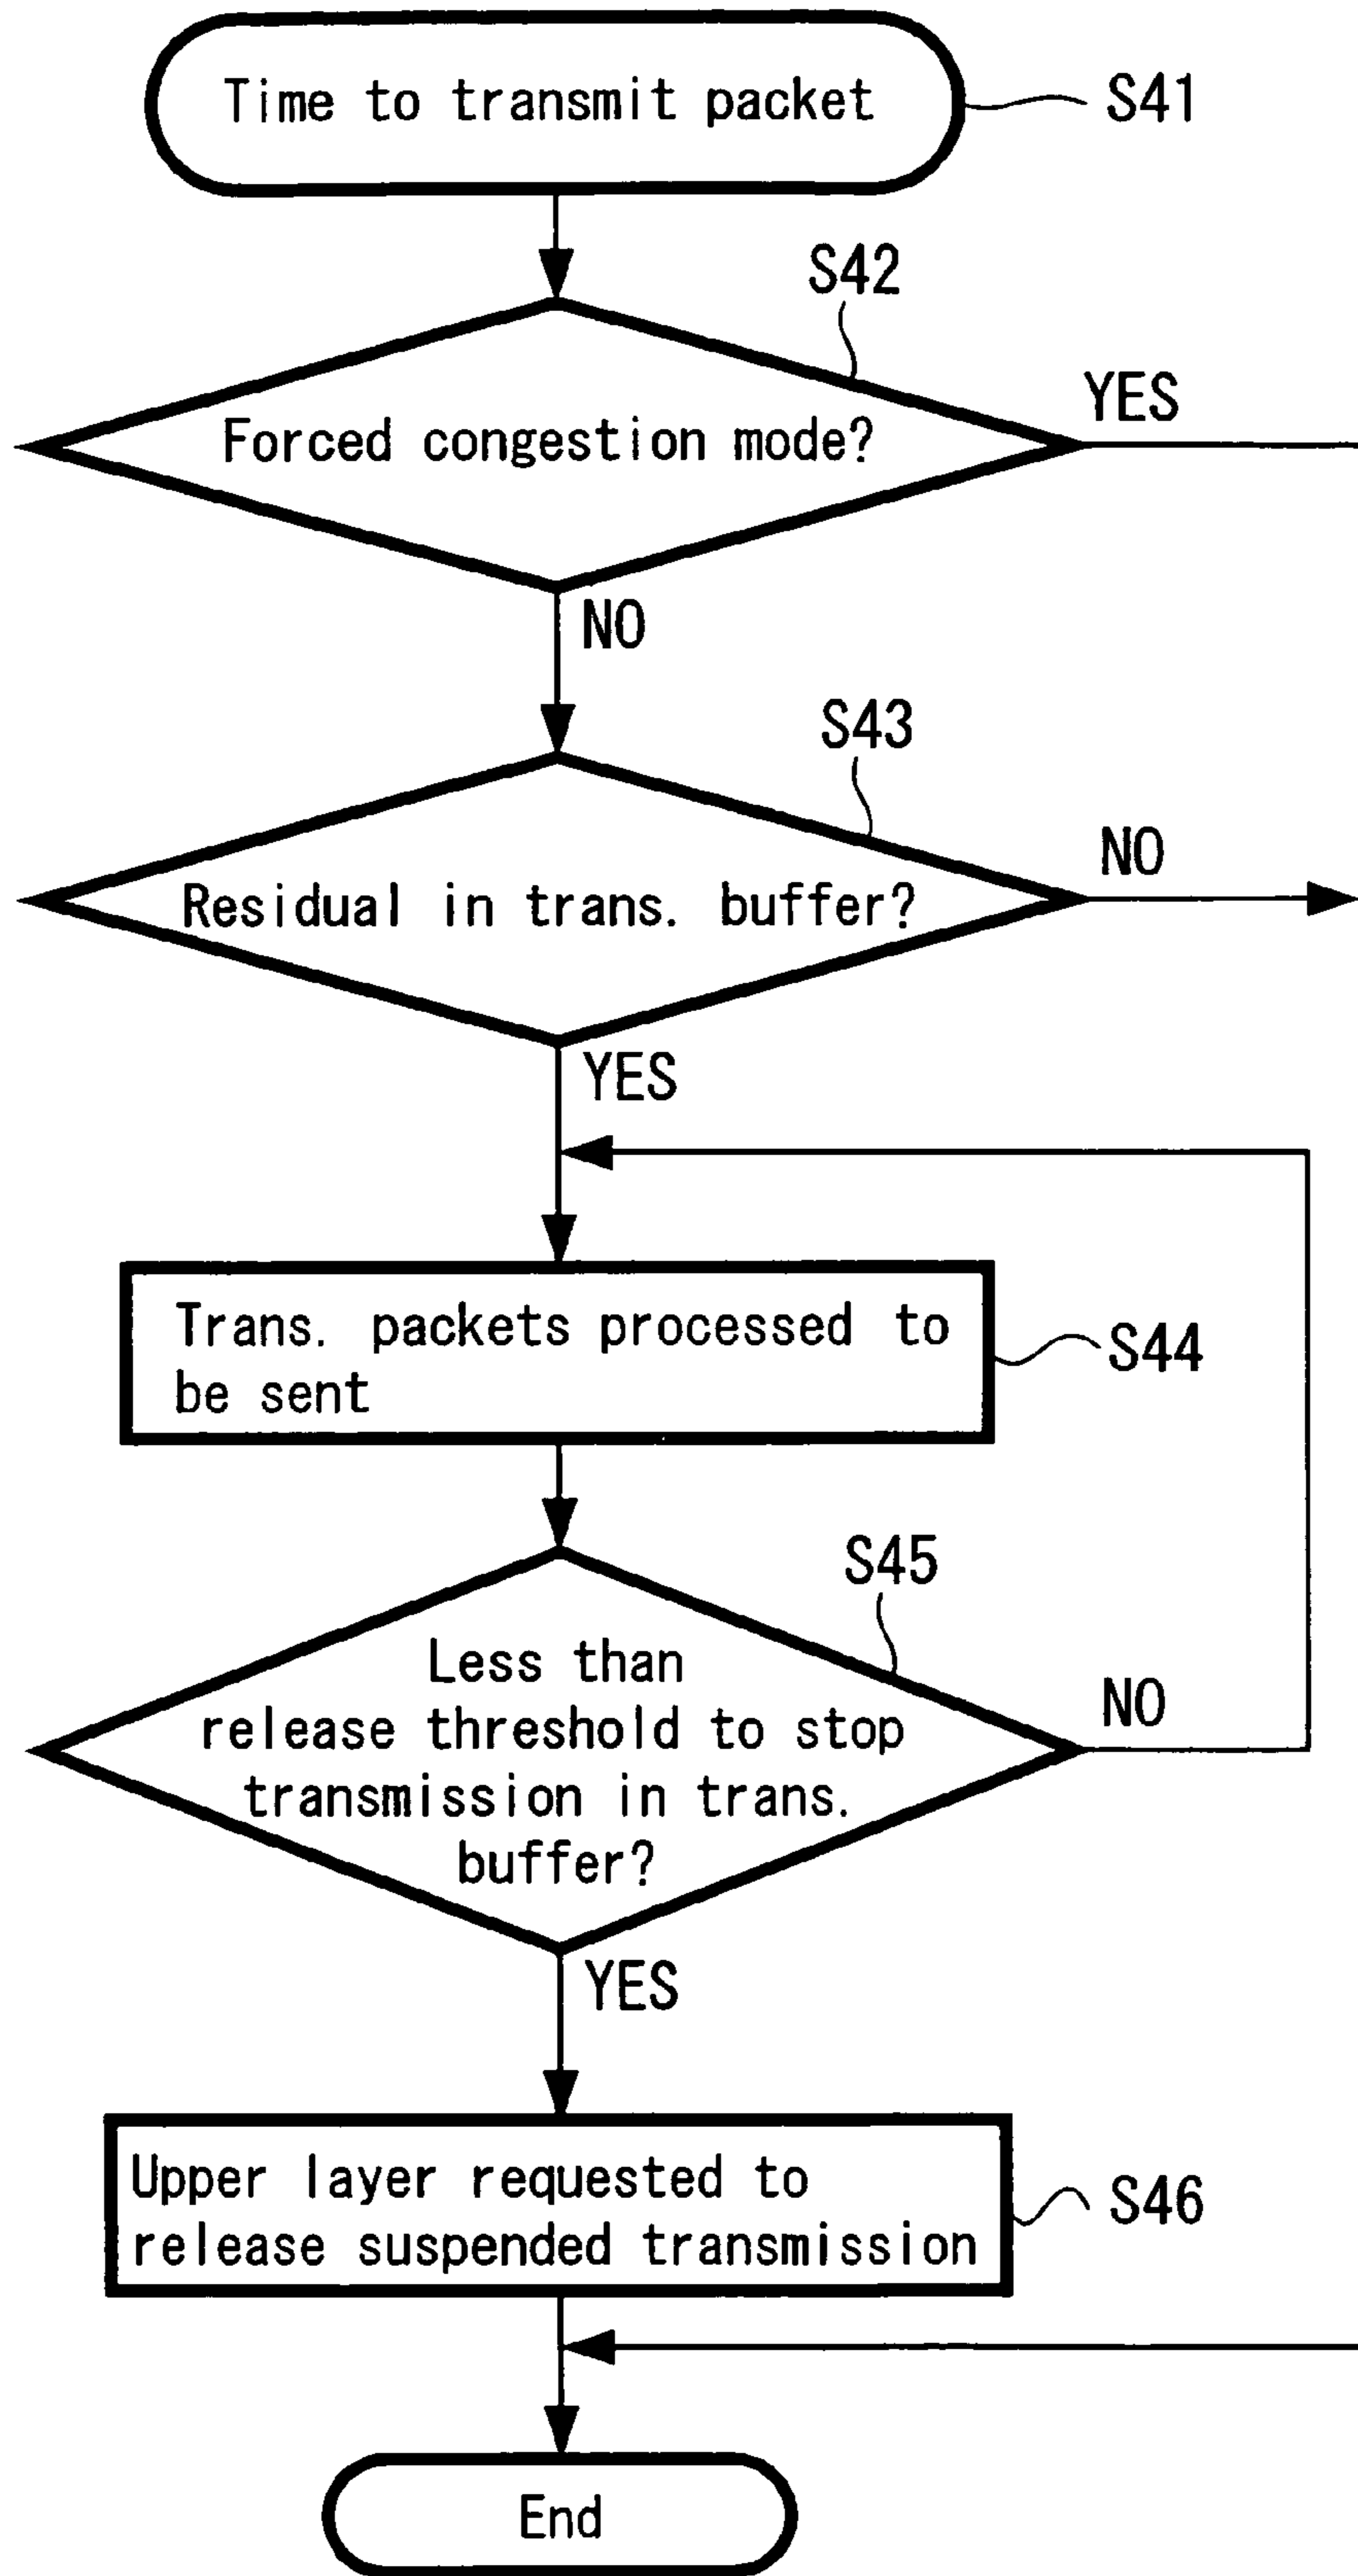 Time to transmit packet
S41
S42
Forced congestion mode?
YES
NO
S43
Residual in trans. buffer?
NO
YES
Trans. packets processed to
be sent
S44
S45
Less than
release threshold to stop
transmission in trans.
buffer?
NO
YES
Upper layer requested to
release suspended transmission
S46
End